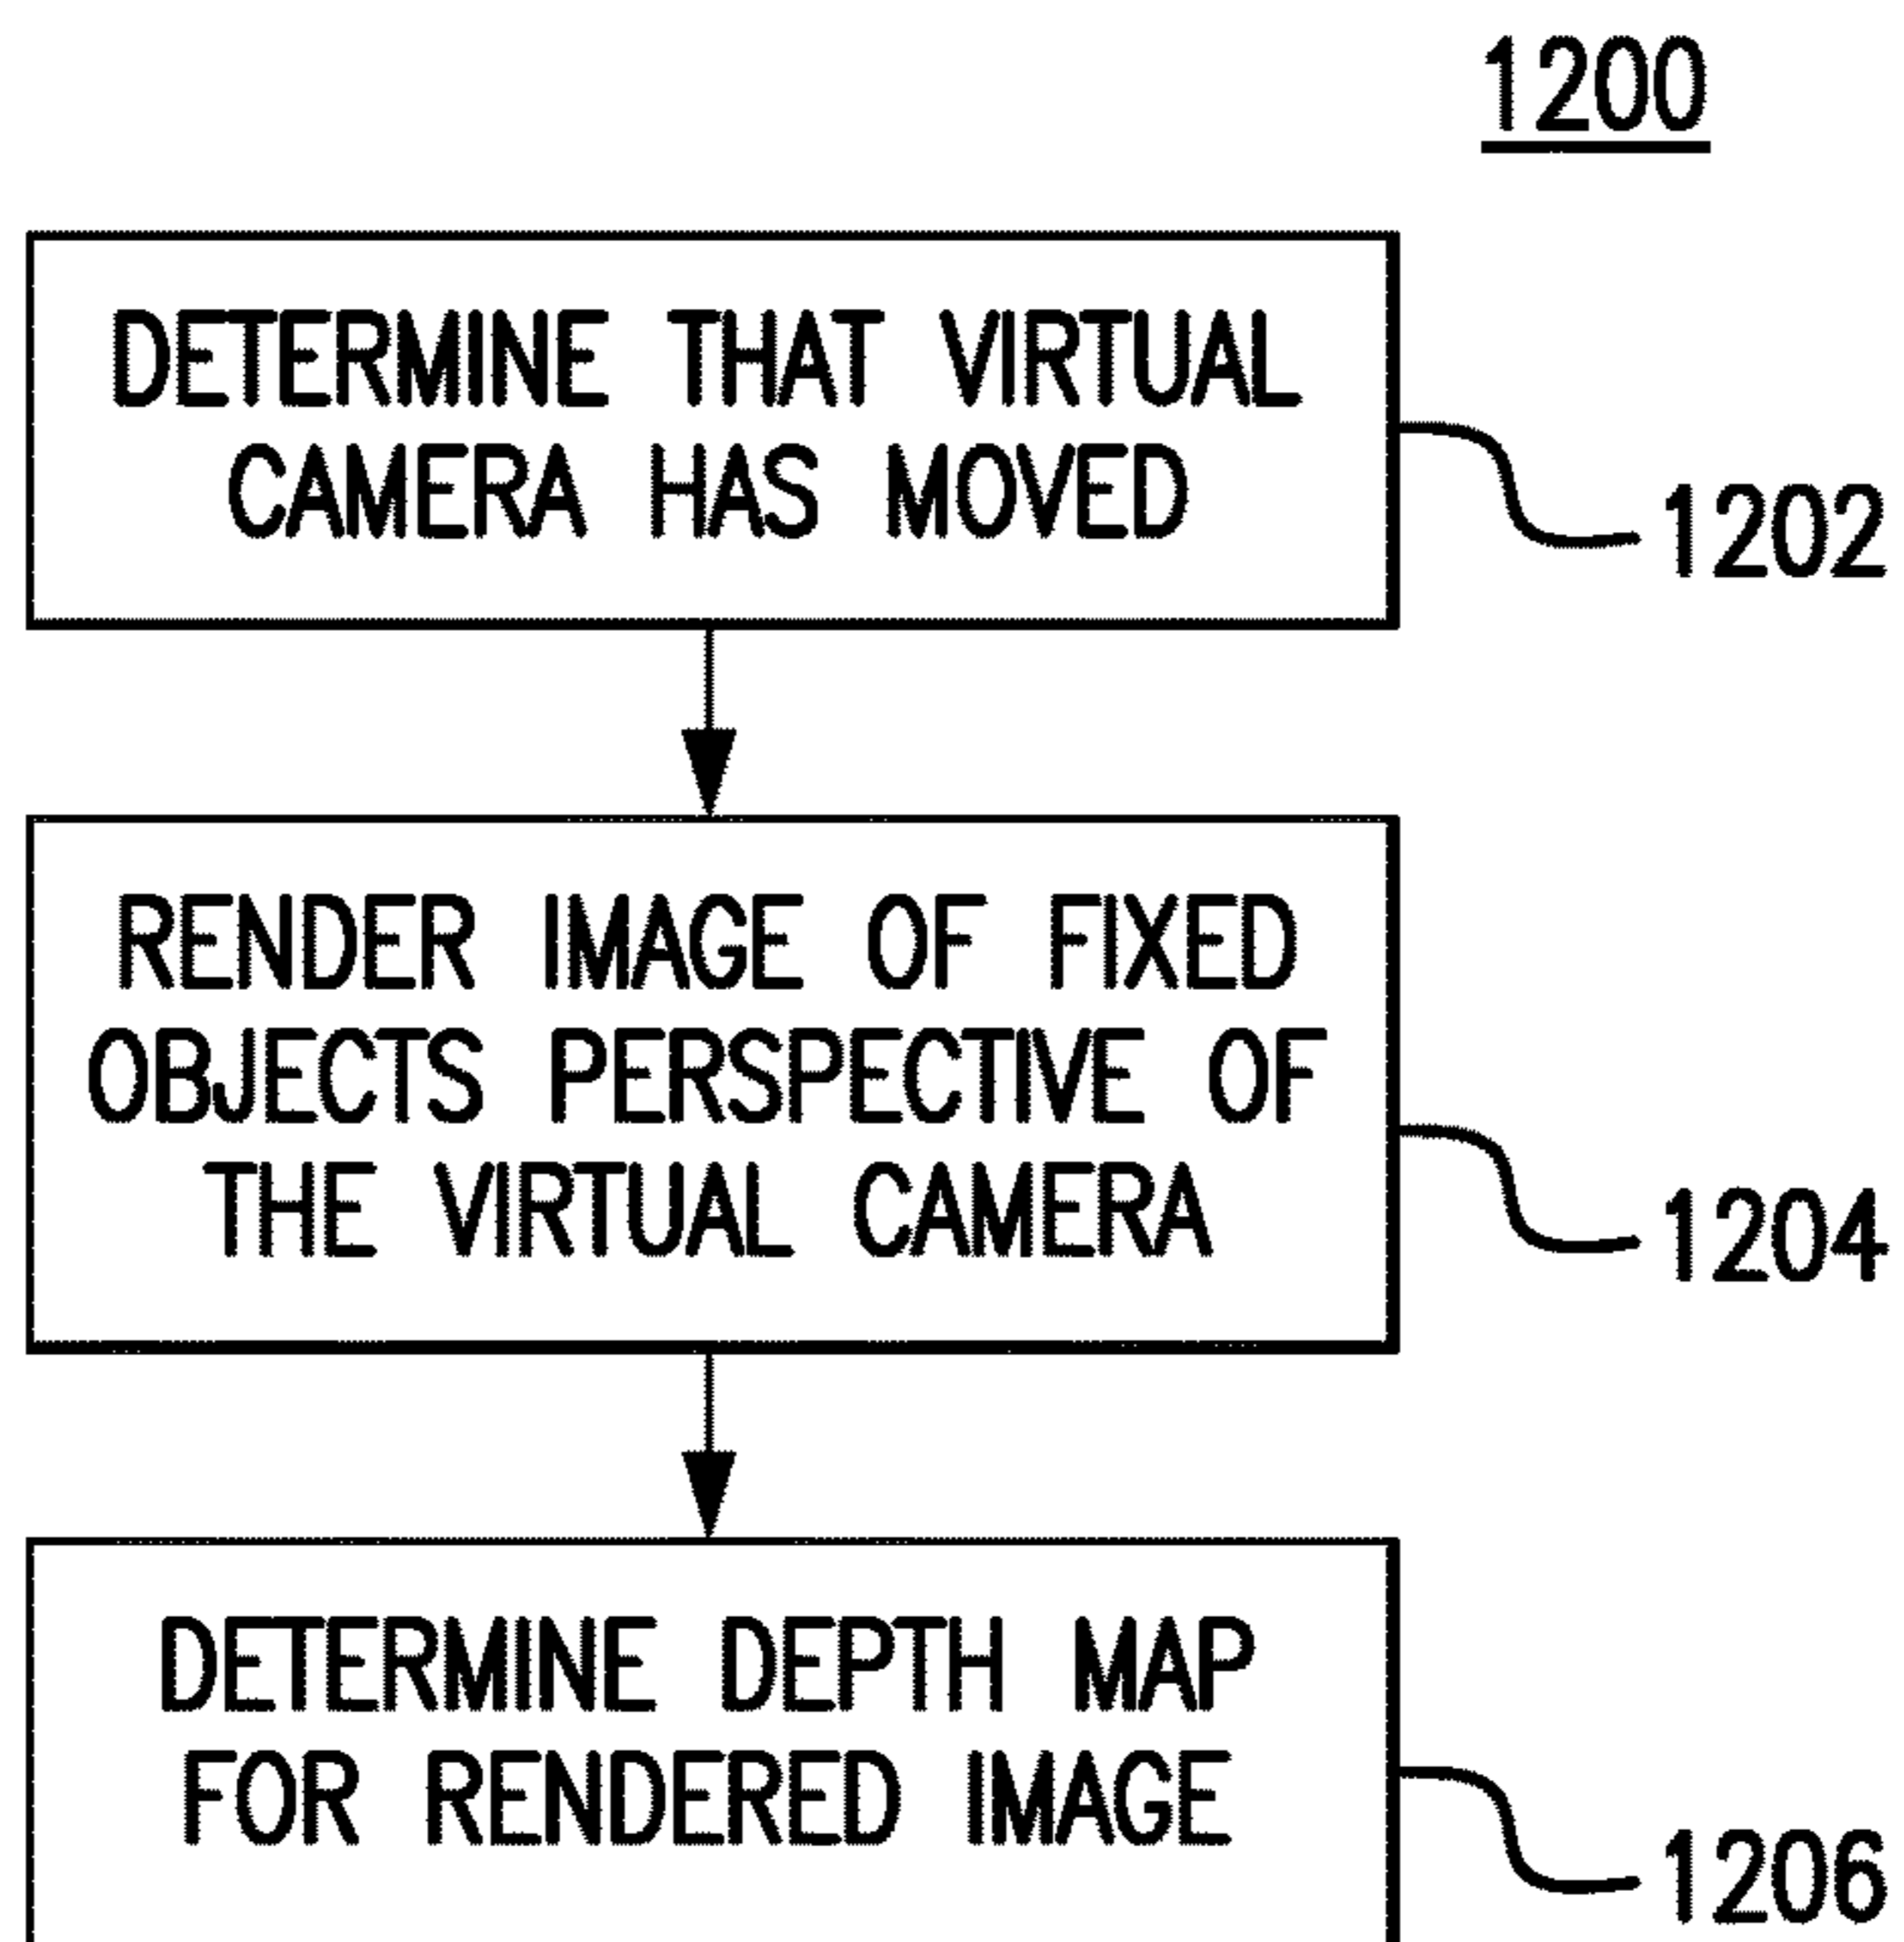 1200
DETERMINE THAT VIRTUAL
CAMERA HAS MOVED
1202
RENDER IMAGE OF FIXED
OBJECTS PERSPECTIVE OF
THE VIRTUAL CAMERA
1204
DETERMINE DEPTH MAP
FOR RENDERED IMAGE
1206